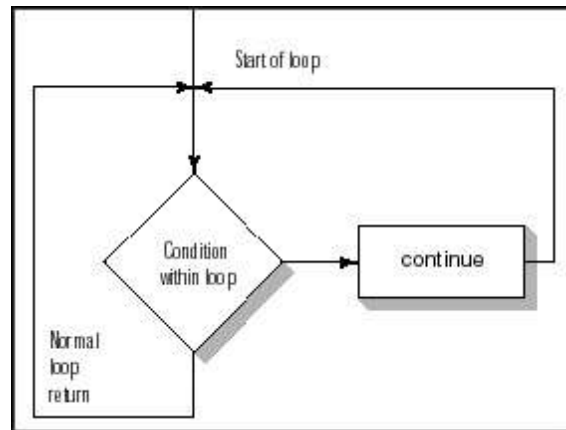 Start of loop
Condition
within loop
continue
Normal
loop
return